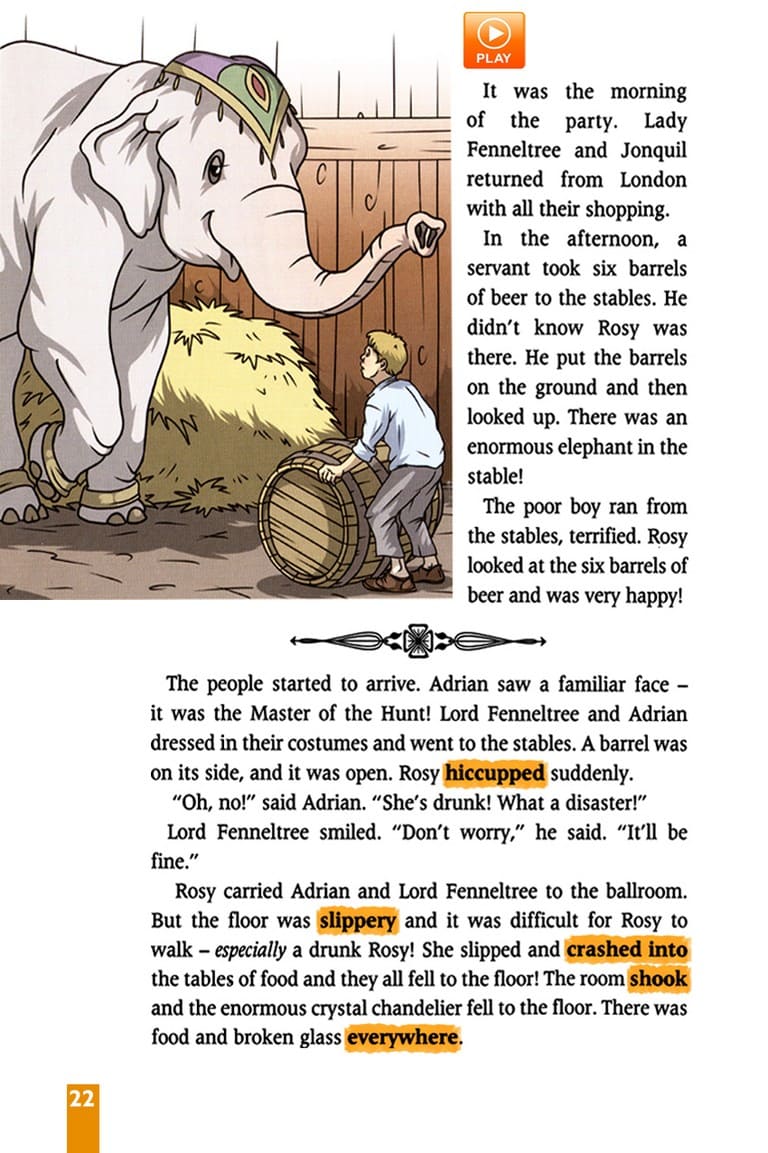 PLAY
It was the morning
of the party. Lady
Fenneltree and Jonquil
returned from London
with all their shopping.
In the afternoon, a
servant took six barrels
of beer to the stables. He
didn't know Rosy was
there. He put the barrels
on the ground and then
looked up. There was an
enormous elephant in the
stable!
The poor boy ran from
the stables, terrified. Rosy
looked at the six barrels of
beer and was very happy!
The people started to arrive. Adrian saw a familiar face –
it was the Master of the Hunt! Lord Fenneltree and Adrian
dressed in their costumes and went to the stables. A barrel was
on its side, and it was open. Rosy hiccupped suddenly.
“Oh, no!” said Adrian. “She's drunk! What a disaster!”
Lord Fenneltree smiled. “Don't worry,” he said. “It'll be
fine.”
Rosy carried Adrian and Lord Fenneltree to the ballroom.
But the floor was slippery and it was difficult for Rosy to
walk – especially a drunk Rosy! She slipped and crashed into
the tables of food and they all fell to the floor! The room shook
and the enormous crystal chandelier fell to the floor. There was
food and broken glass everywhere.
22